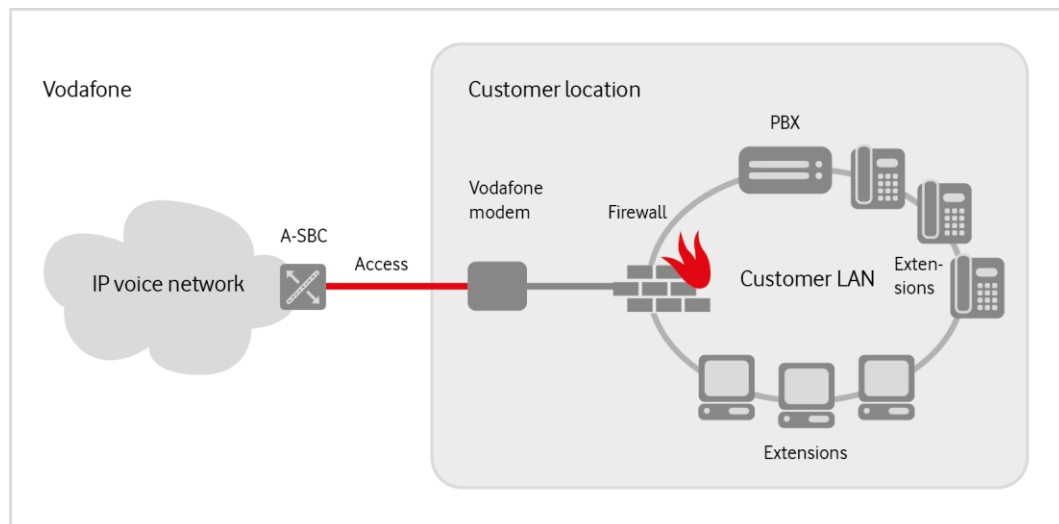 Vodafone
Customer location
PBX
Vodafone
modem
Firewall
A-SBC
Access
IP voice network
Customer LAN
Exten-
sions
Extensions